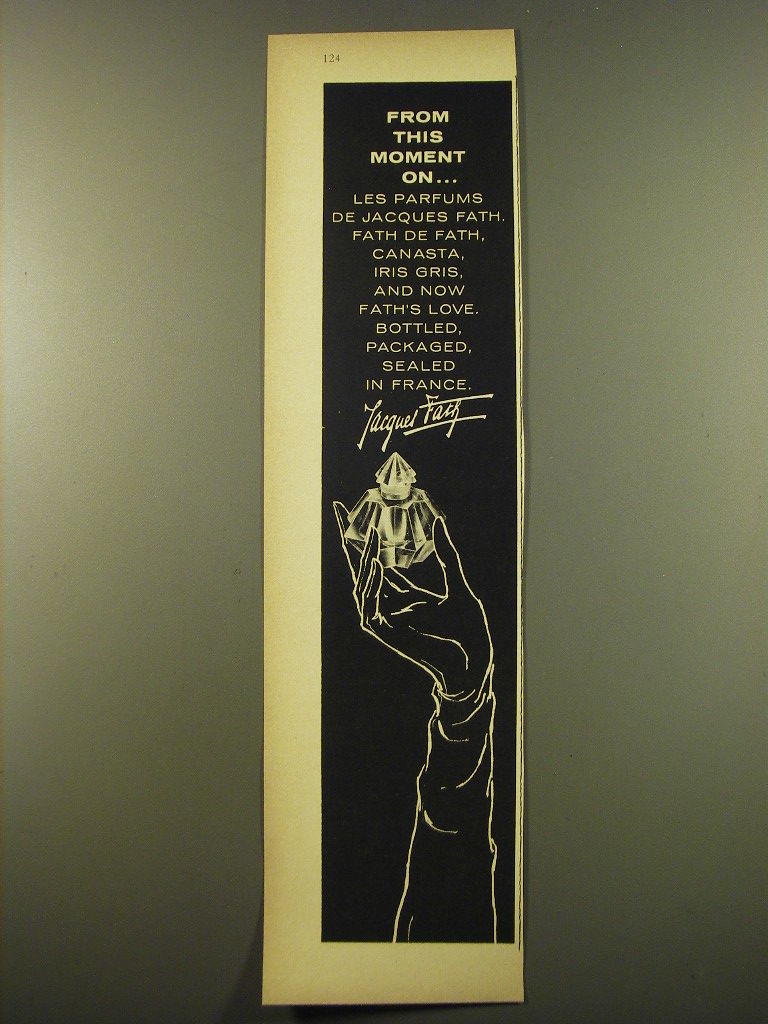 124
FROM
THIS
MOMENT
ON...
LES PARFUMS
DE JACQUES FATH.
FATH DE FATH,
CANASTA,
IRIS GRIS,
AND NOW
FATH'S LOVE.
BOTTLED,
PACKAGED,
SEALED
IN FRANCE.
Jacques Fath